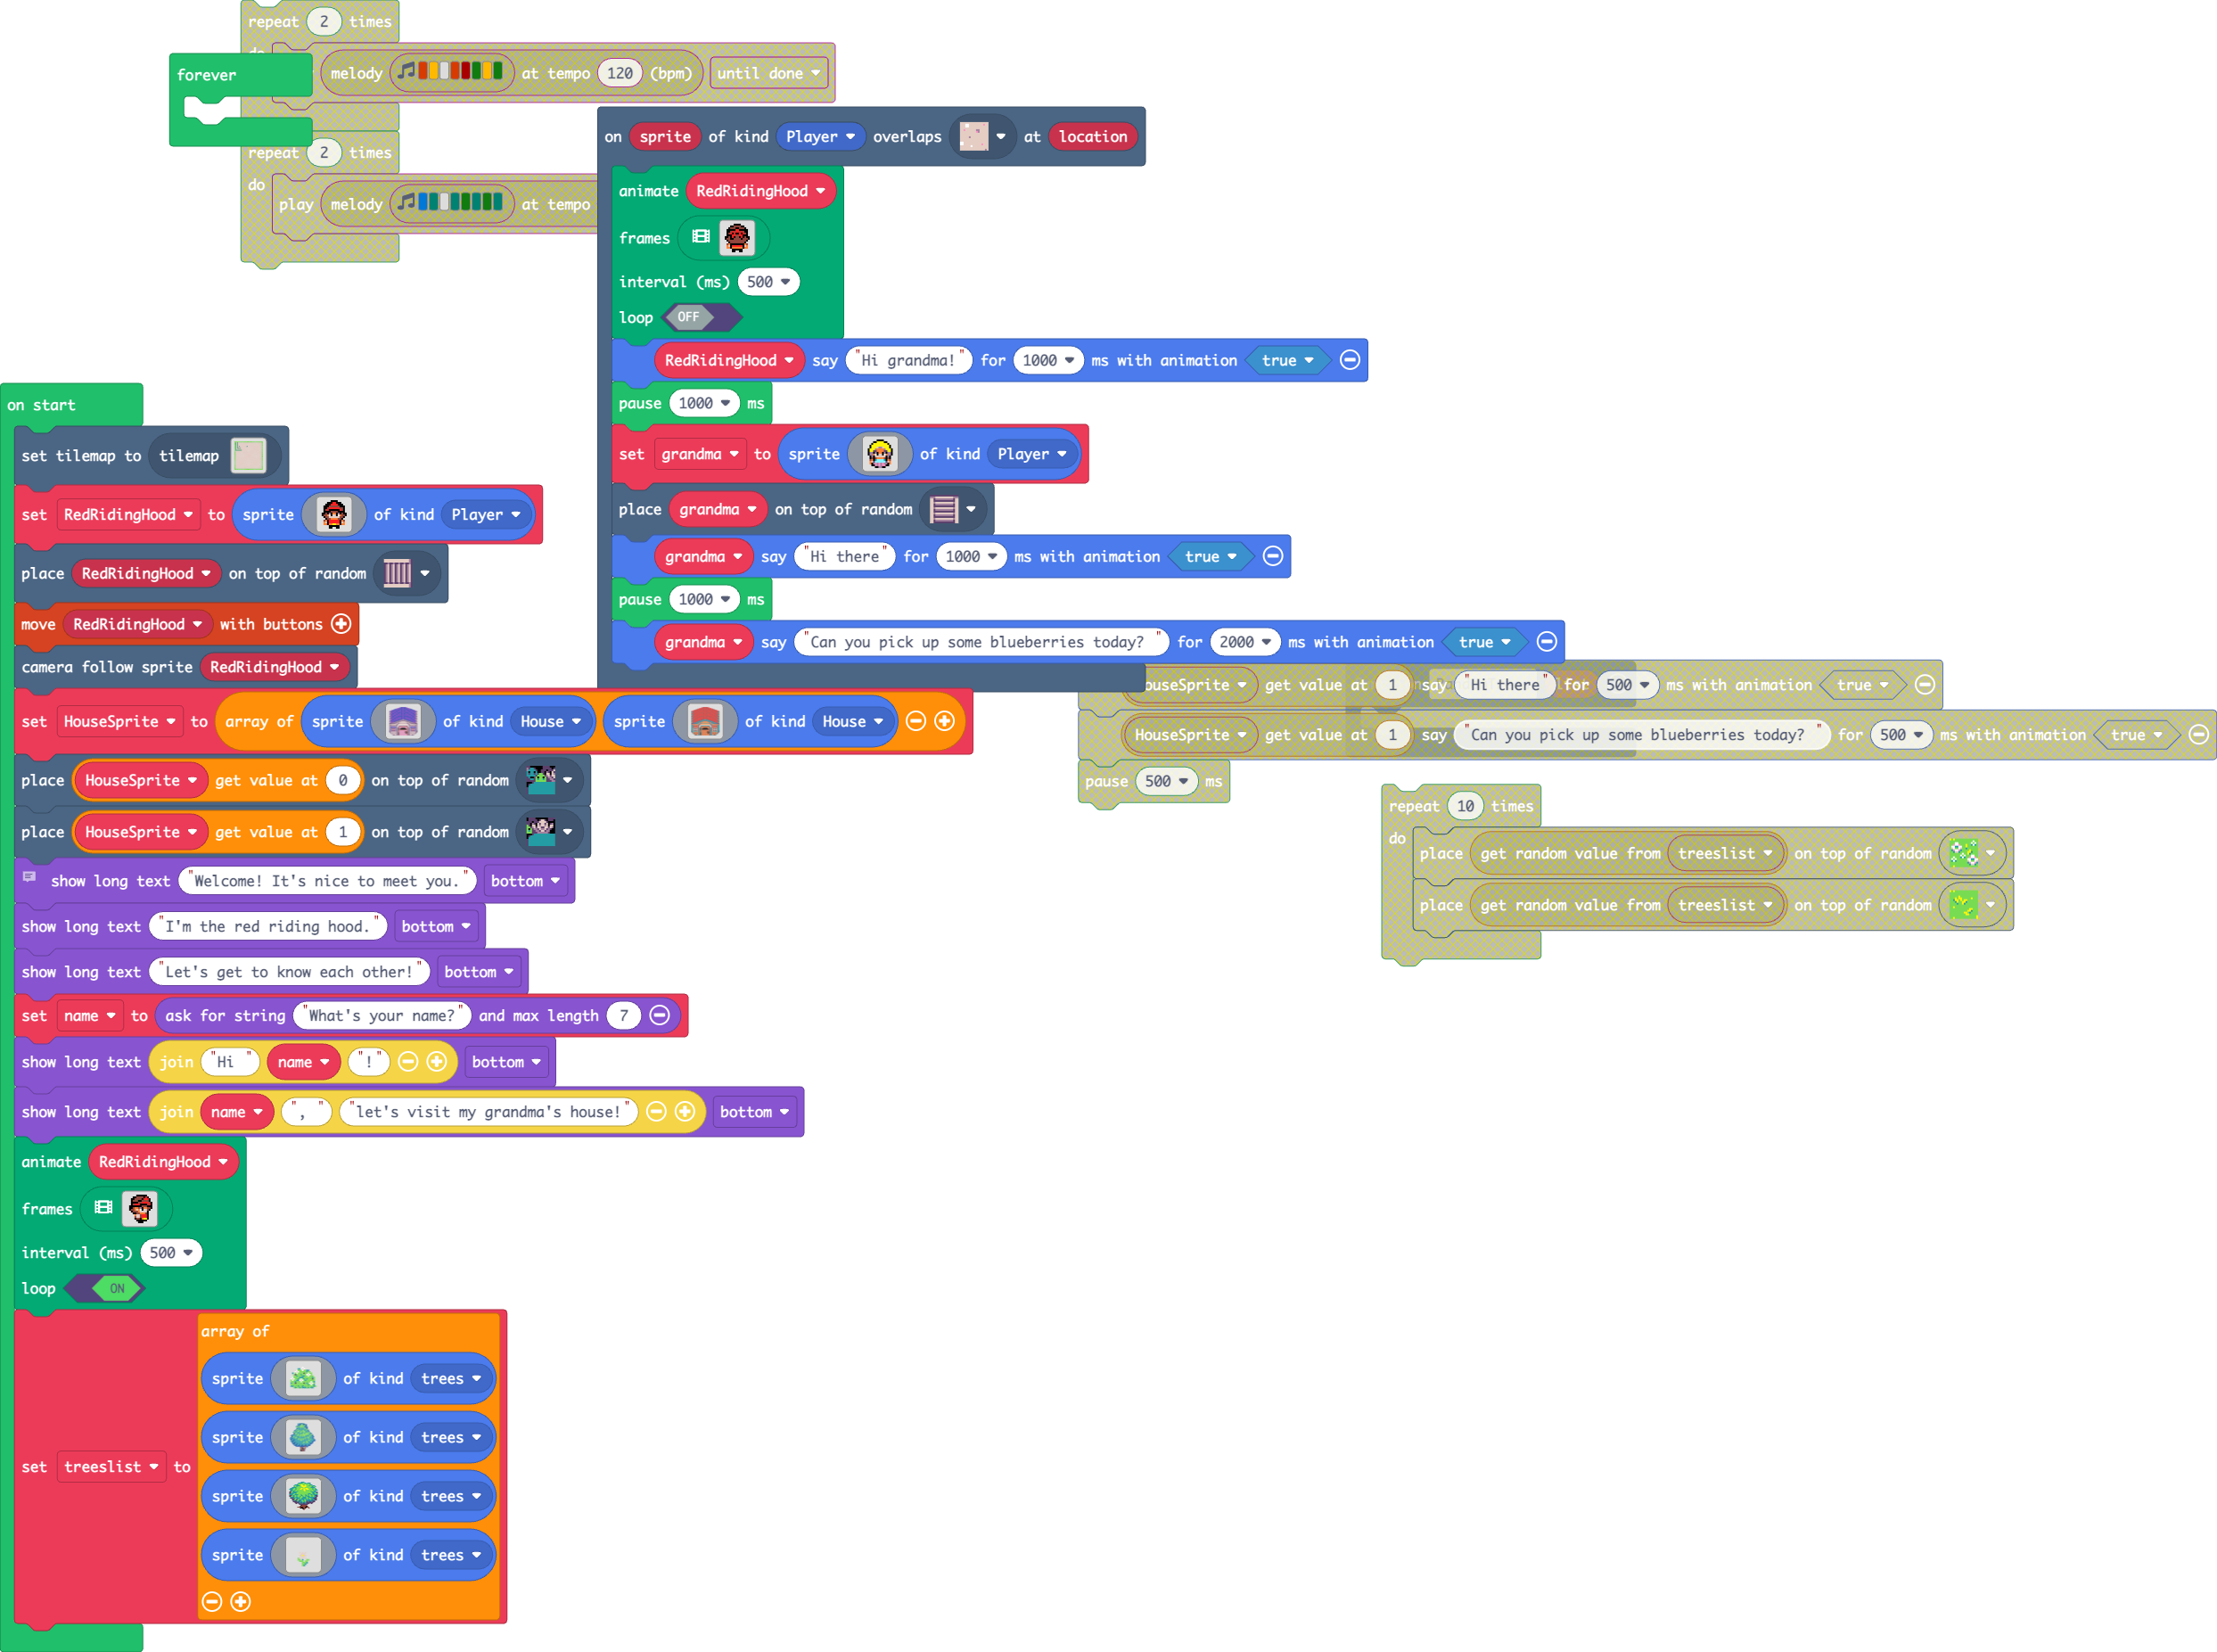 repeat 2 times
do
melody at tempo 120 (bpm) until done
forever
repeat 2 times
do
play melody at tempo
on sprite of kind Player overlaps at location
animate RedRidingHood
frames
interval (ms) 500
loop OFF
RedRidingHood say "Hi grandma!" for 1000 ms with animation true
pause 1000 ms
set grandma to sprite of kind Player
place grandma on top of random
grandma say "Hi there" for 1000 ms with animation true
pause 1000 ms
grandma say "Can you pick up some blueberries today? " for 2000 ms with animation true
on start
set tilemap to tilemap
set RedRidingHood to sprite of kind Player
place RedRidingHood on top of random
move RedRidingHood with buttons
camera follow sprite RedRidingHood
set HouseSprite to array of sprite of kind House sprite of kind House
place HouseSprite get value at 0 on top of random
place HouseSprite get value at 1 on top of random
show long text "Welcome! It's nice to meet you." bottom
show long text "I'm the red riding hood." bottom
show long text "Let's get to know each other!" bottom
set name to ask for string "What's your name?" and max length 7
show long text join "Hi " name "!" bottom
show long text join name ", " "let's visit my grandma's house!" bottom
animate RedRidingHood
frames
interval (ms) 500
loop ON
array of
sprite of kind trees
sprite of kind trees
set treeslist to
sprite of kind trees
sprite of kind trees
ouseSprite get value at 1 say "Hi there" for 500 ms with animation true
HouseSprite get value at 1 say "Can you pick up some blueberries today? " for 500 ms with animation true
pause 500 ms
repeat 10 times
do
place get random value from treeslist on top of random
place get random value from treeslist on top of random